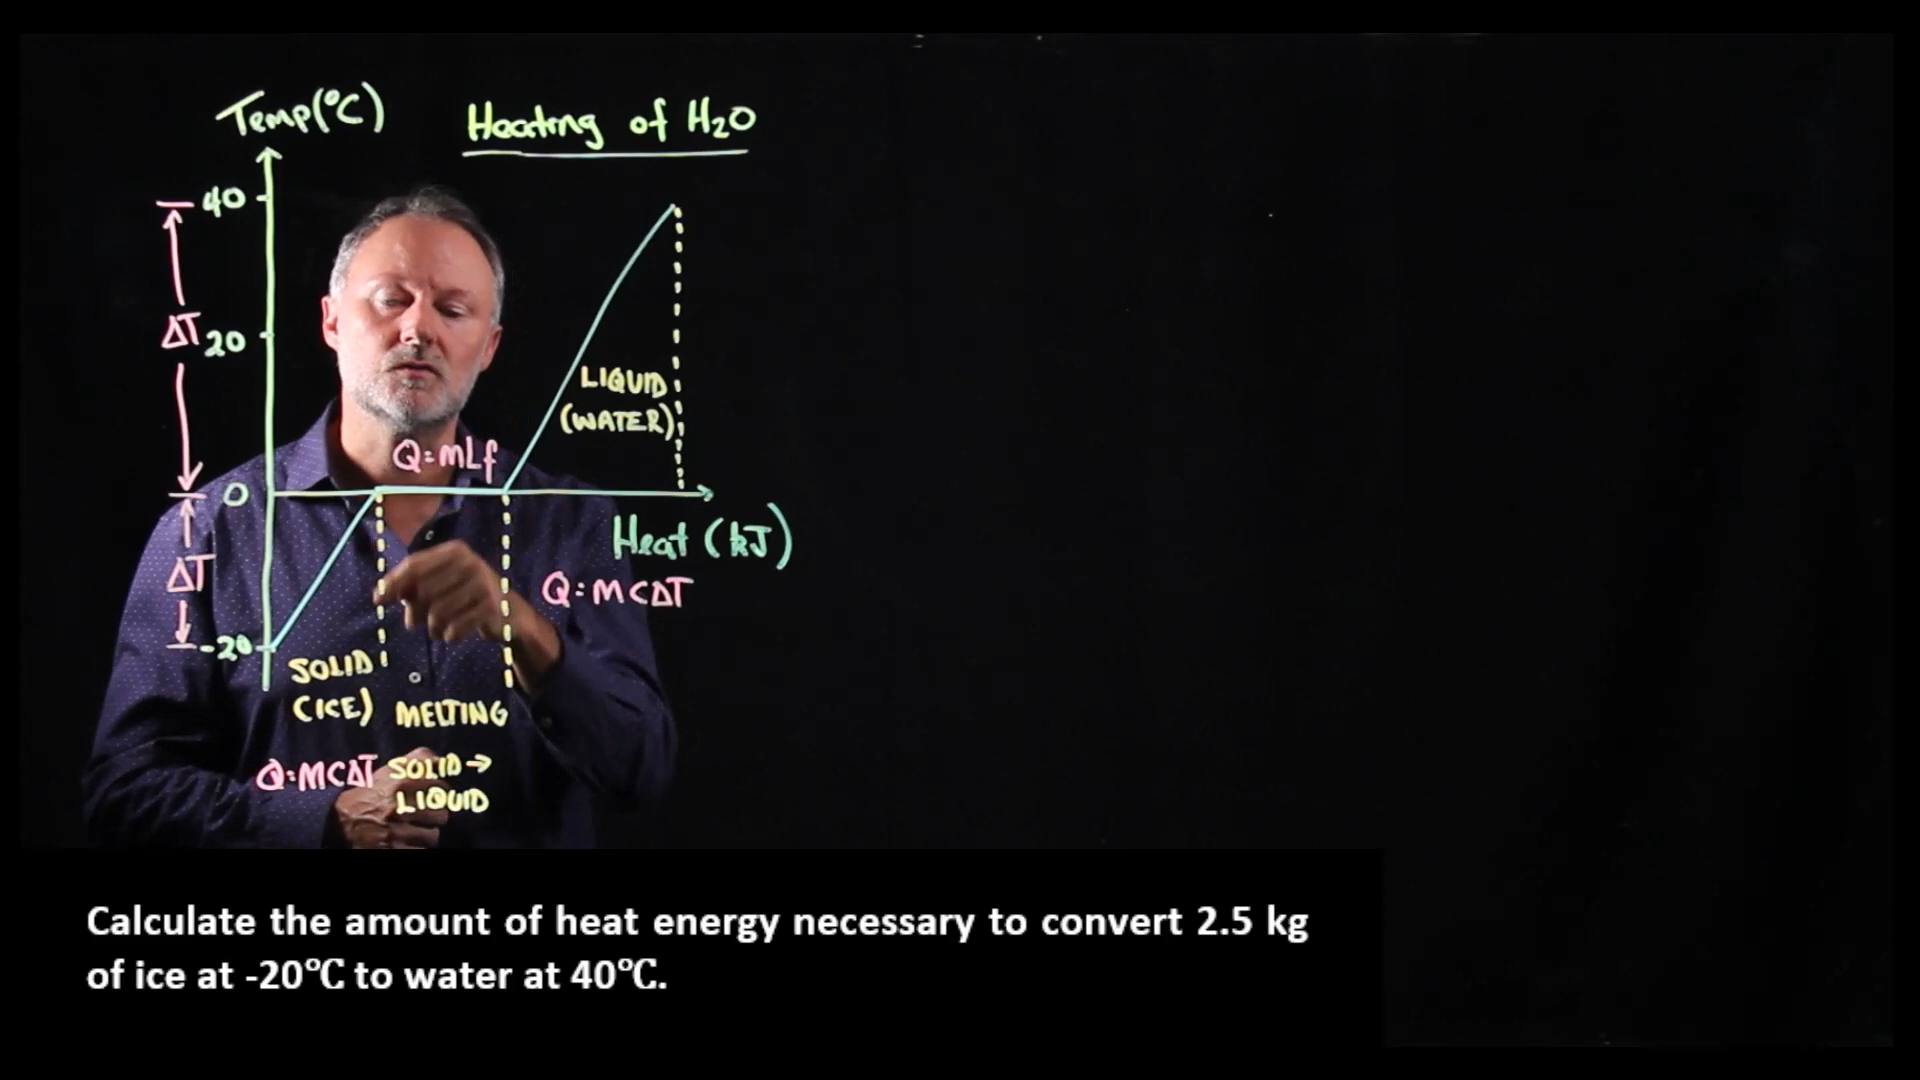 Temp(°C)
Heating of H2O
40
ΔT
20
LIQUID
(WATER)
Q=mLf
0
Heat (kJ)
ΔT
Q=MCΔT
-20
SOLID
(ICE)
MELTING
Q=MCΔT
SOLID→
LIQUID
Calculate the amount of heat energy necessary to convert 2.5 kg
of ice at -20℃ to water at 40℃.